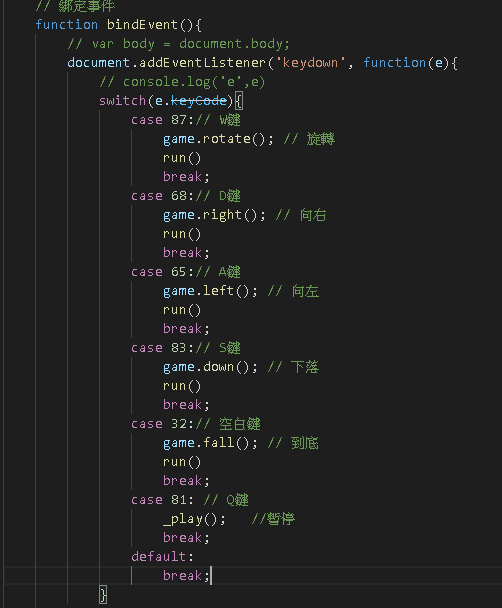 // 綁定事件
function bindEvent(){
// var body = document.body;
document.addEventListener('keydown', function(e){
// console.log('e',e)
switch(e.keyCode){
case 87:// W鍵
game.rotate(); // 旋轉
run()
break;
case 68:// D鍵
game.right(); // 向右
run()
break;
case 65:// A鍵
game.left(); // 向左
run()
break;
case 83:// S鍵
game.down(); // 下落
run()
break;
case 32:// 空白鍵
game.fall(); // 到底
run()
break;
case 81: // Q鍵
_play();   //暫停
break;
default:
break;
}